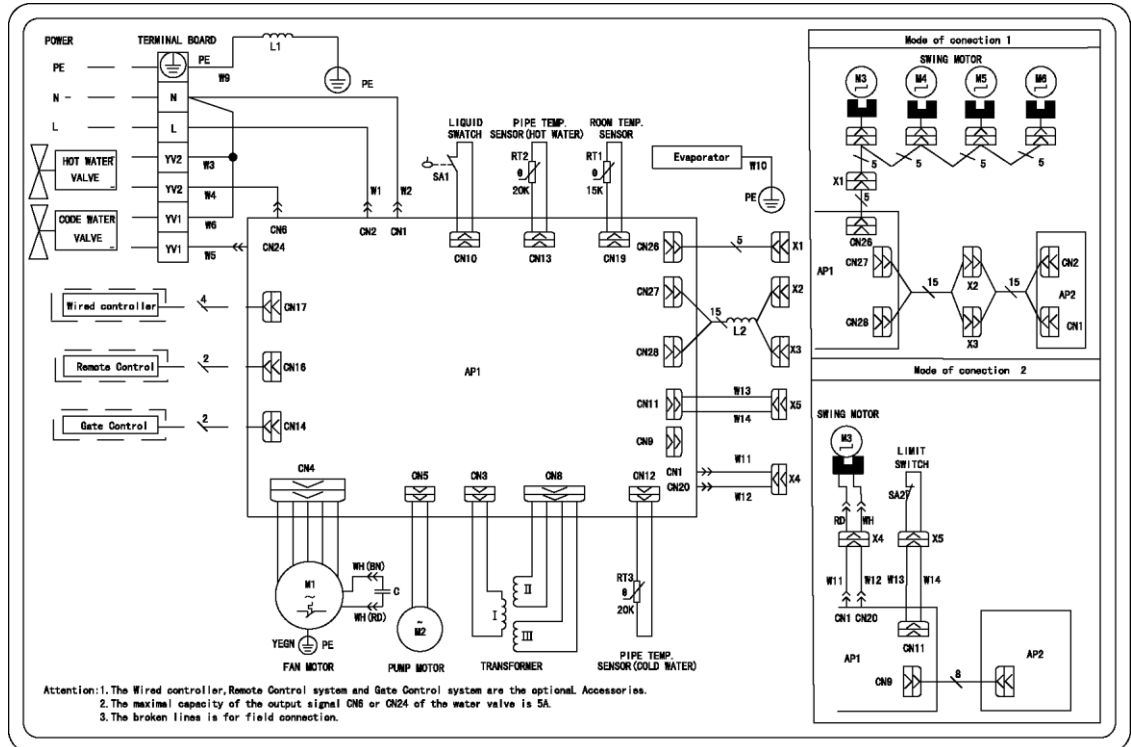 POWER
TERMINAL BOARD
PE
PE
L1
W9
PE
N -
N
L
L
HOT WATER
VALVE
YV2
W3
YV2
W4
CODE WATER
VALVE
YV1
W6
YV1
W5
W1
W2
CN6
CN24
CN2
CN1
LIQUID
SWATCH
SA1
PIPE TEMP.
SENSOR(HOT WATER)
RT2
θ
20K
ROOM TEMP.
SENSOR
RT1
θ
15K
CN10
CN13
CN19
Evaporator
W10
PE
CN26
5
X1
CN27
X2
15
L2
CN28
X3
Wired controller
4
CN17
Remote Control
2
CN16
Gate Control
2
CN14
AP1
CN11
W13
W14
X5
CN9
CN1
CN20
W11
W12
X4
CN4
CN5
CN3
CN8
CN12
M1
~
WH(BN)
C
WH(RD)
YEGN
PE
FAN MOTOR
~
M2
PUMP MOTOR
I
II
III
TRANSFORMER
RT3
θ
20K
PIPE TEMP.
SENSOR(COLD WATER)
Mode of conection 1
SWING MOTOR
M3
M4
M5
M6
5
5
5
5
X1
5
CN26
AP1
CN27
CN28
15
X2
X3
15
CN2
AP2
CN1
Mode of conection 2
SWING MOTOR
M3
LIMIT
SWITCH
SA2
RD
WH
X4
X5
W11
W12
W13
W14
CN1 CN20
CN11
AP1
CN9
8
AP2
Attention:1. The Wired controller,Remote Control system and Gate Control system are the optionaL Accessories.
2. The maximal capacity of the output signal CN6 or CN24 of the water valve is 5A.
3. The broken lines is for field connection.